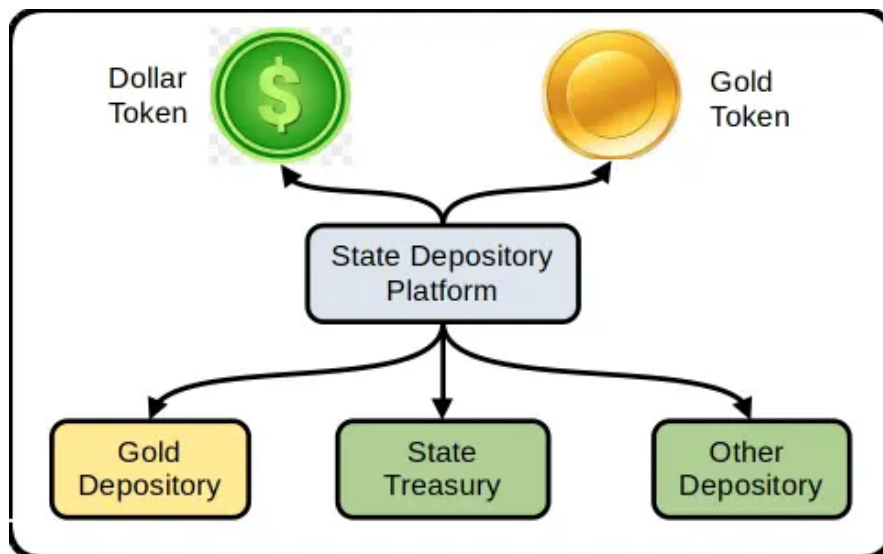 Dollar
Token
$
Gold
Token
State Depository
Platform
Gold
Depository
State
Treasury
Other
Depository